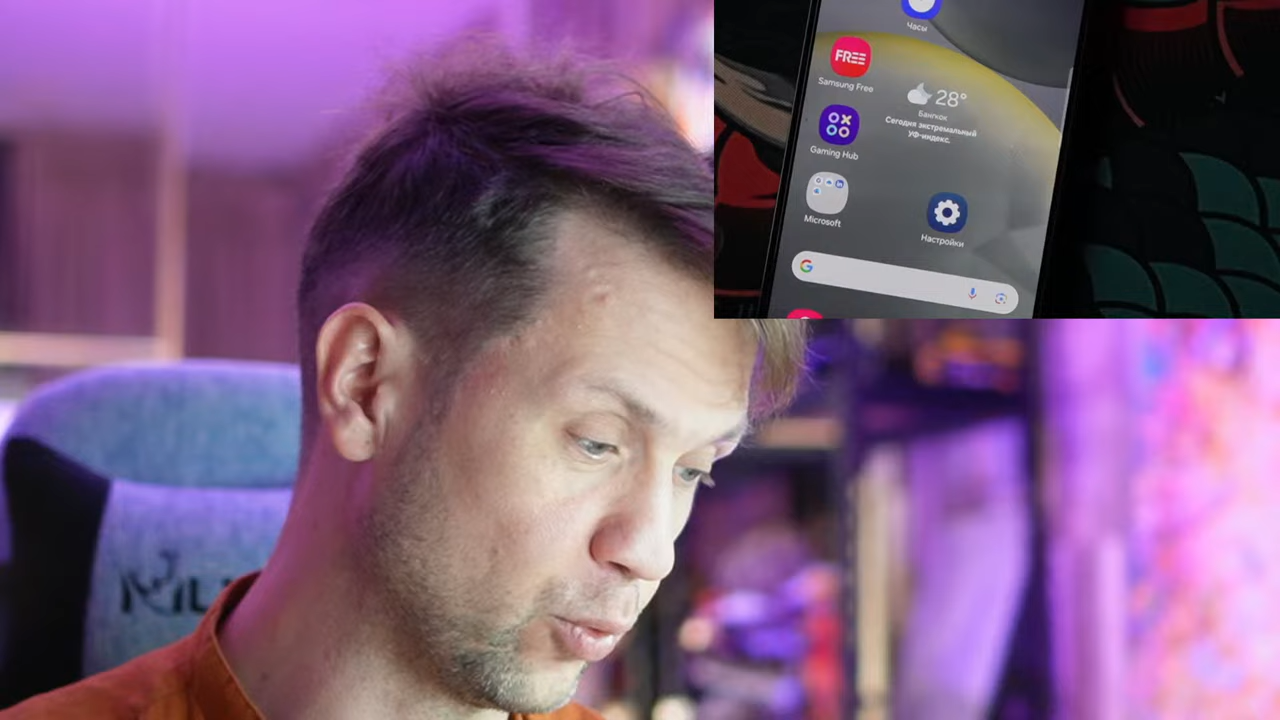 Часы
FREE
Samsung Free
28°
Бангкок
Сегодня экстремальный
УФ-индекс.
Gaming Hub
Microsoft
Настройки
G